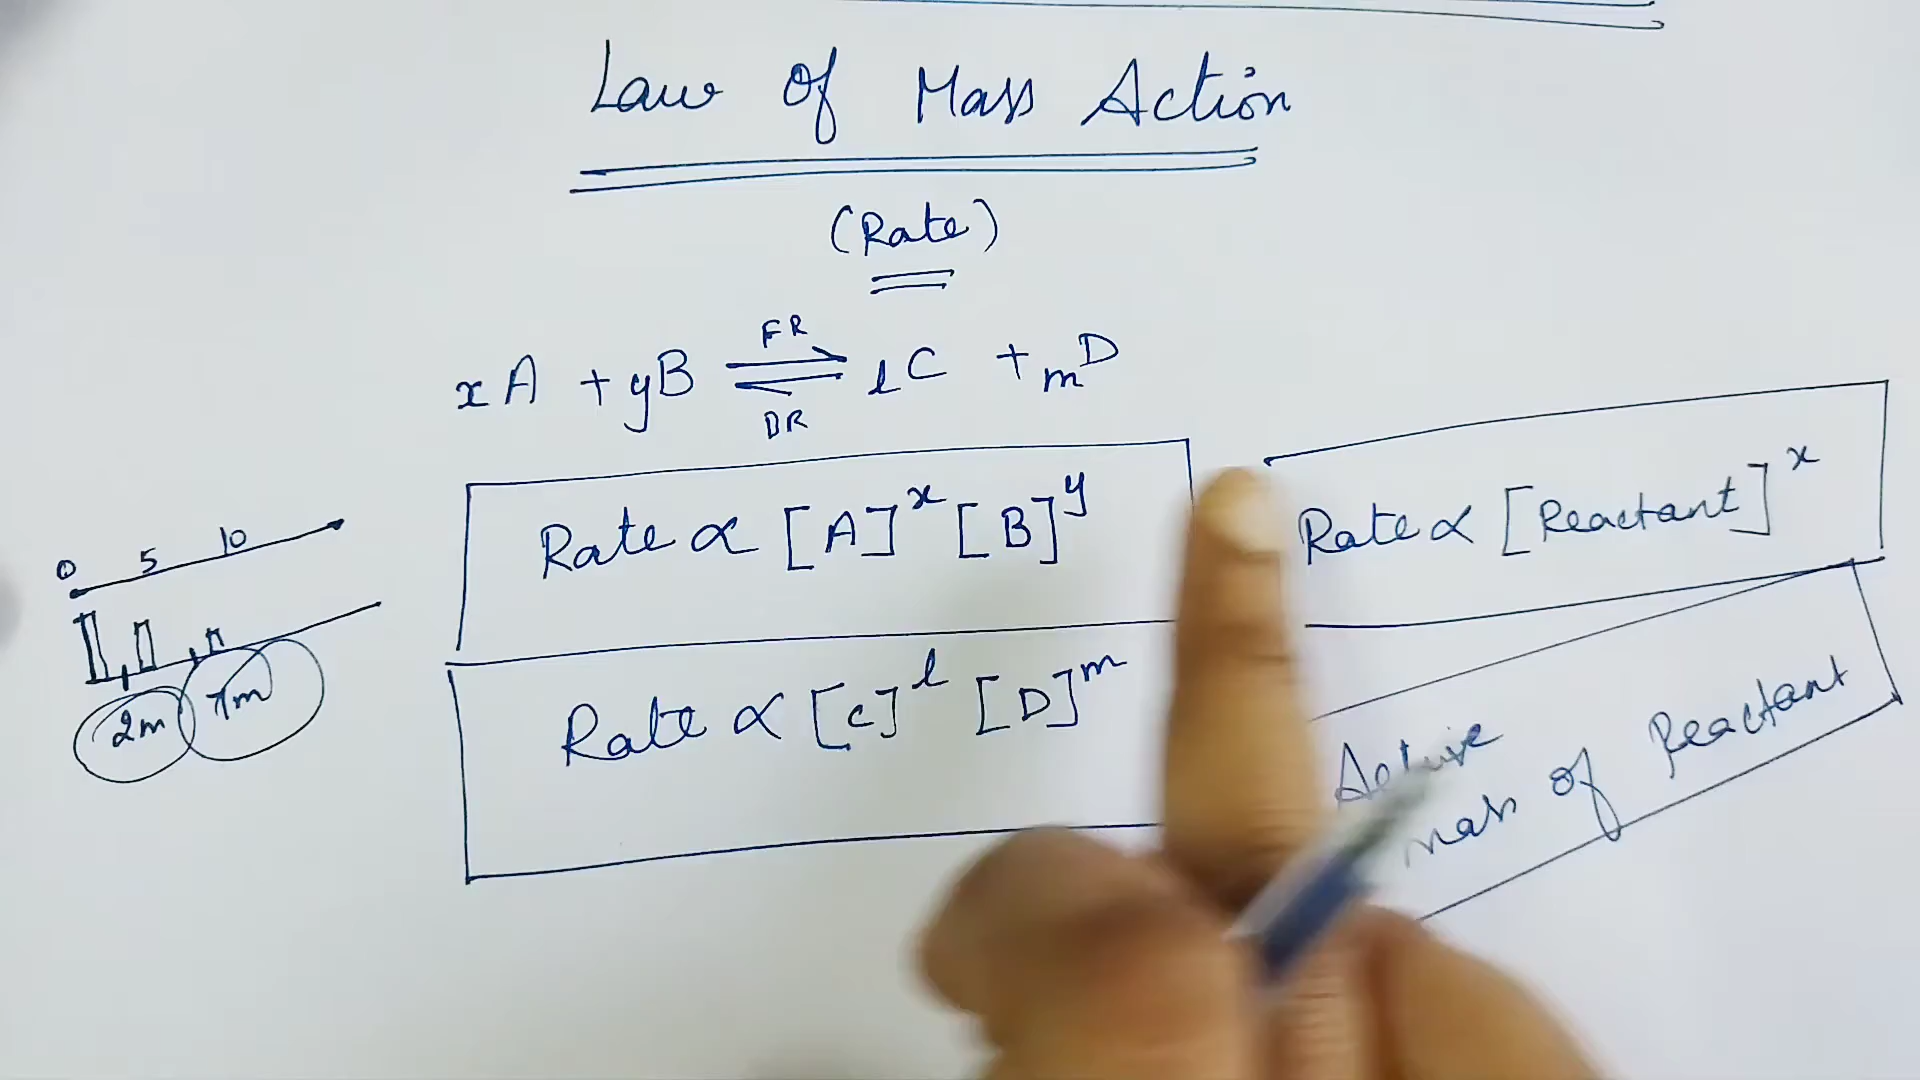 Law Of Mass Action
(Rate)
FR
xA + yB ⇌ lC + mD
BR
Rate ∝ [A]^x [B]^y
Rate ∝ [Reactant]^x
0 5 10
2m 7m
Rate ∝ [C]^l [D]^m
Active
mass of Reactant